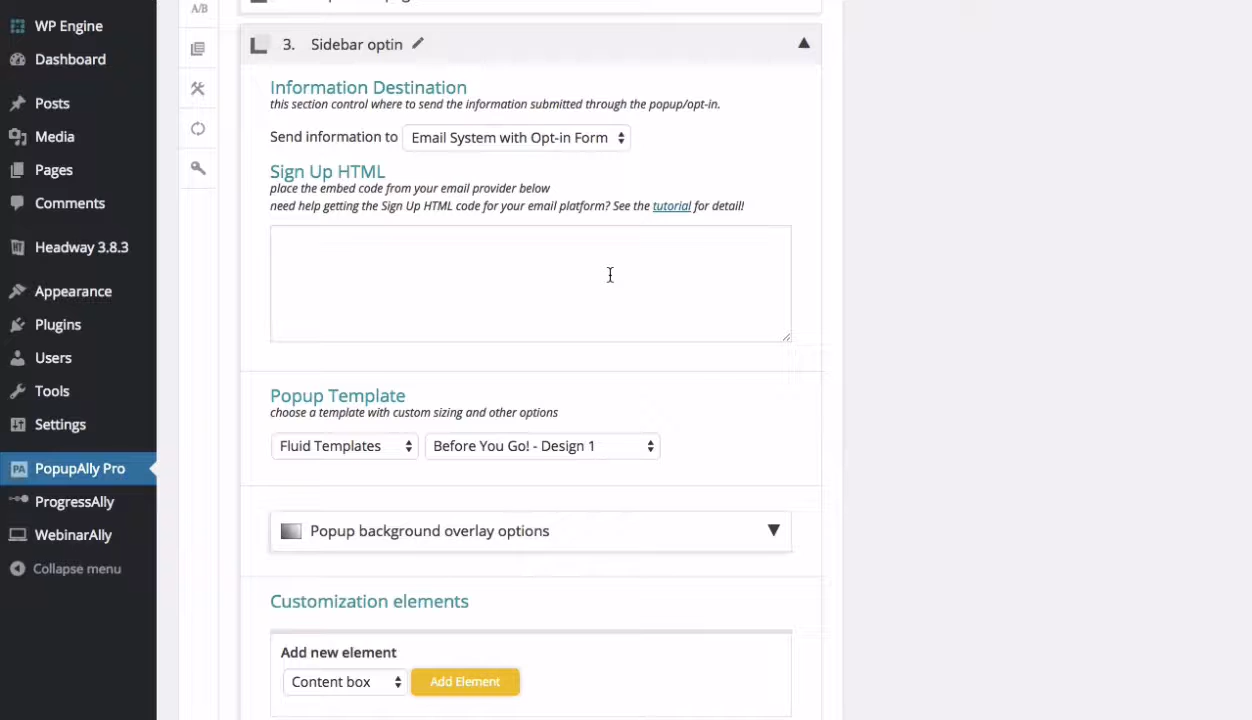 WP Engine
Dashboard
Posts
Media
Pages
Comments
Headway 3.8.3
Appearance
Plugins
Users
Tools
Settings
PA PopupAlly Pro
ProgressAlly
WebinarAlly
Collapse menu
A/B
3. Sidebar optin
Information Destination
this section control where to send the information submitted through the popup/opt-in.
Send information to Email System with Opt-in Form
Sign Up HTML
place the embed code from your email provider below
need help getting the Sign Up HTML code for your email platform? See the tutorial for detail!
Popup Template
choose a template with custom sizing and other options
Fluid Templates Before You Go! - Design 1
Popup background overlay options
Customization elements
Add new element
Content box Add Element